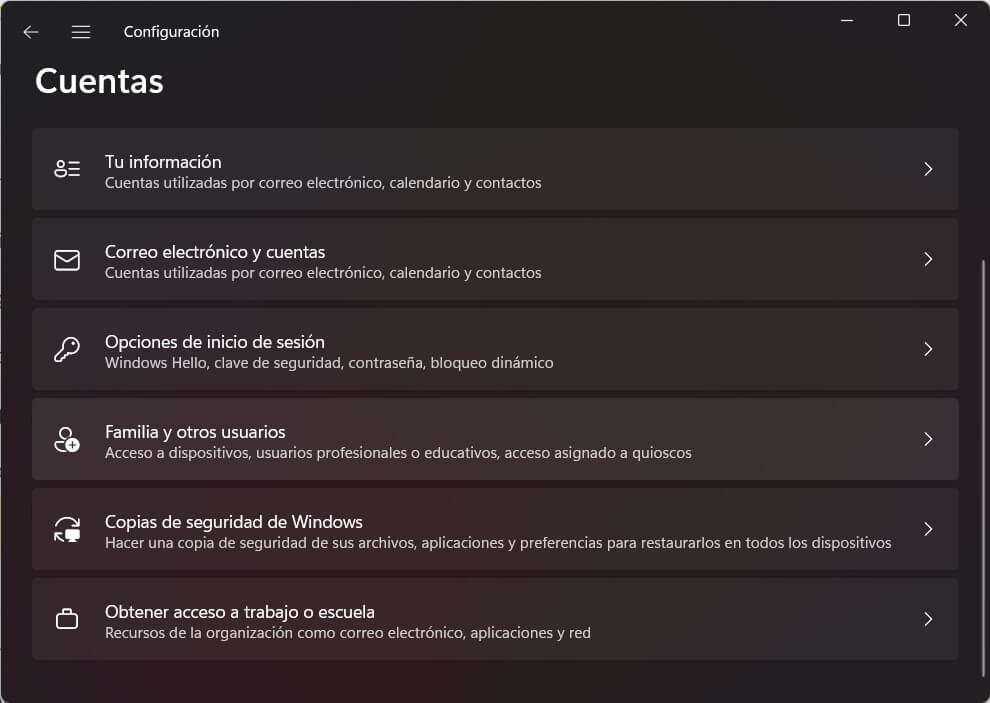 Configuración
Cuentas
Tu información
Cuentas utilizadas por correo electrónico, calendario y contactos
Correo electrónico y cuentas
Cuentas utilizadas por correo electrónico, calendario y contactos
Opciones de inicio de sesión
Windows Hello, clave de seguridad, contraseña, bloqueo dinámico
Familia y otros usuarios
Acceso a dispositivos, usuarios profesionales o educativos, acceso asignado a quioscos
Copias de seguridad de Windows
Hacer una copia de seguridad de sus archivos, aplicaciones y preferencias para restaurarlos en todos los dispositivos
Obtener acceso a trabajo o escuela
Recursos de la organización como correo electrónico, aplicaciones y red